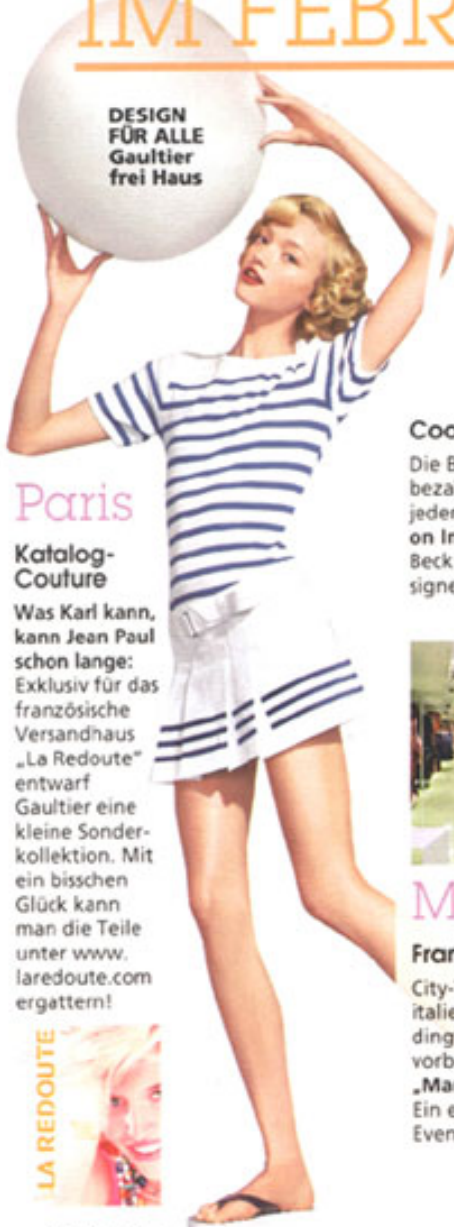 IM FEBR
DESIGN
FÜR ALLE
Gaultier
frei Haus
Paris
Katalog-
Couture
Was Karl kann,
kann Jean Paul
schon lange:
Exklusiv für das
französische
Versandhaus
„La Redoute“
entwarf
Gaultier eine
kleine Sonder-
kollektion. Mit
ein bisschen
Glück kann
man die Teile
unter www.
laredoute.com
ergattern!
LA REDOUTE
Coo
Die B
beza
jeder
on In
Beck
signe
M
Fran
City-
italie
ding
vorb
„Mar
Ein e
Even